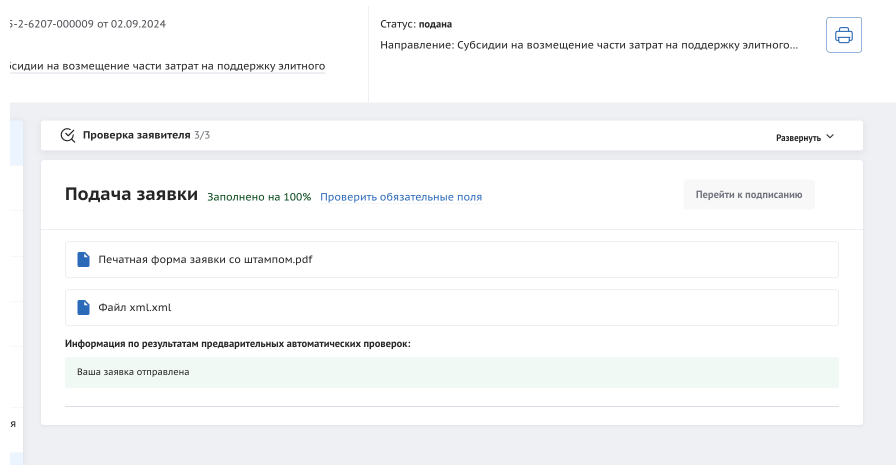 5-2-6207-000009 от 02.09.2024
Статус: подана
Направление: Субсидии на возмещение части затрат на поддержку элитного...
бсидии на возмещение части затрат на поддержку элитного
Проверка заявителя 3/3
Развернуть
Подача заявки Заполнено на 100% Проверить обязательные поля
Перейти к подписанию
Печатная форма заявки со штампом.pdf
Файл xml.xml
Информация по результатам предварительных автоматических проверок:
Ваша заявка отправлена
я